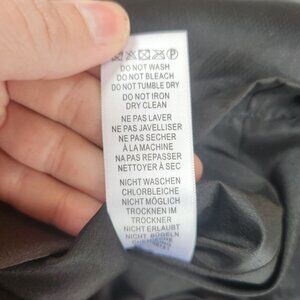 P
DO NOT WASH
DO NOT BLEACH
DO NOT TUMBLE DRY
DO NOT IRON
DRY CLEAN
NE PAS LAVER
NE PAS JAVELLISER
NE PAS SECHER
À LA MACHINE
NA PAS REPASSER
NETTOYER À SEC
NICHT WASCHEN
CHLORBLEICHE
NICHT MÖGLICH
TROCKNEN IM
TROCKNER
NICHT ERLAUBT
NICHT BÜGELN